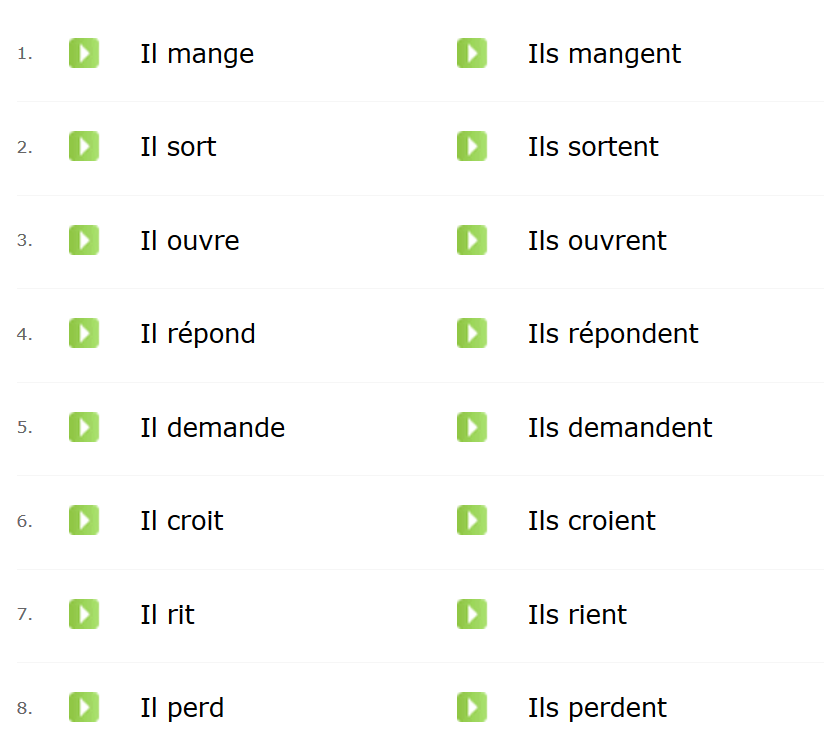 1. Il mange Ils mangent
2. Il sort Ils sortent
3. Il ouvre Ils ouvrent
4. Il répond Ils répondent
5. Il demande Ils demandent
6. Il croit Ils croient
7. Il rit Ils rient
8. Il perd Ils perdent